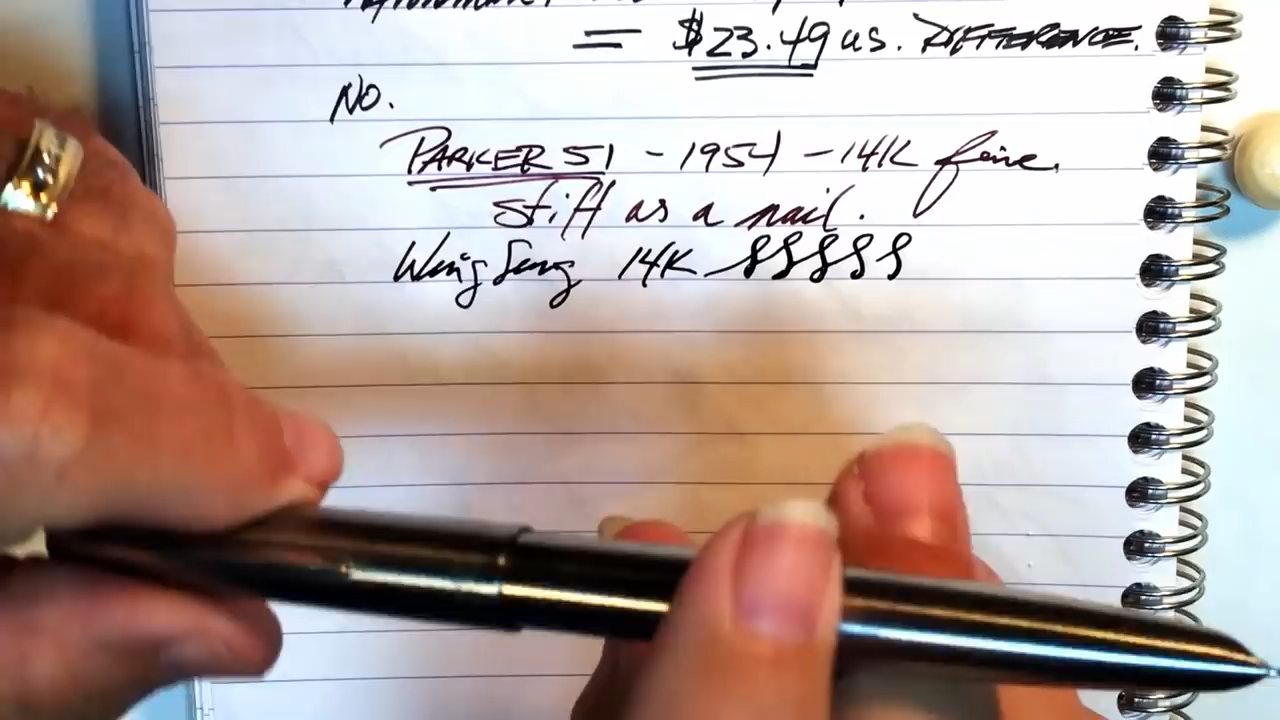 = $23.49 us. DIFFERENCE.
No.
PARKER 51 - 1954 - 14K fine.
stiff as a nail.
Wing Sung 14K